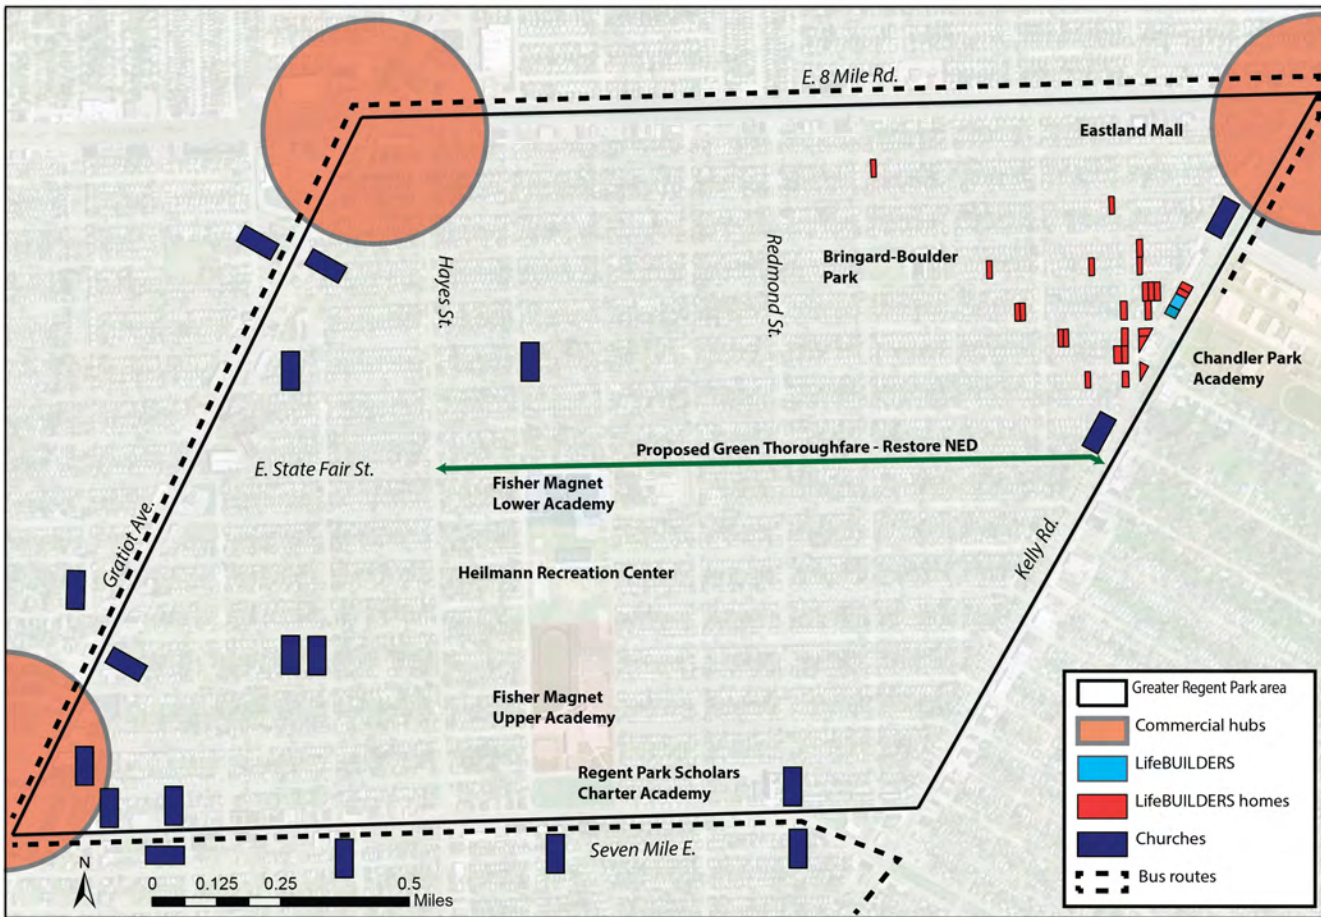 E. 8 Mile Rd.
Eastland Mall
Hayes St.
Redmond St.
Bringard-Boulder
Park
Chandler Park
Academy
Proposed Green Thoroughfare - Restore NED
E. State Fair St.
Fisher Magnet
Lower Academy
Gratiot Ave.
Kelly Rd.
Heilmann Recreation Center
Fisher Magnet
Upper Academy
Regent Park Scholars
Charter Academy
Seven Mile E.
N
0 0.125 0.25 0.5
Miles
Greater Regent Park area
Commercial hubs
LifeBUILDERS
LifeBUILDERS homes
Churches
Bus routes